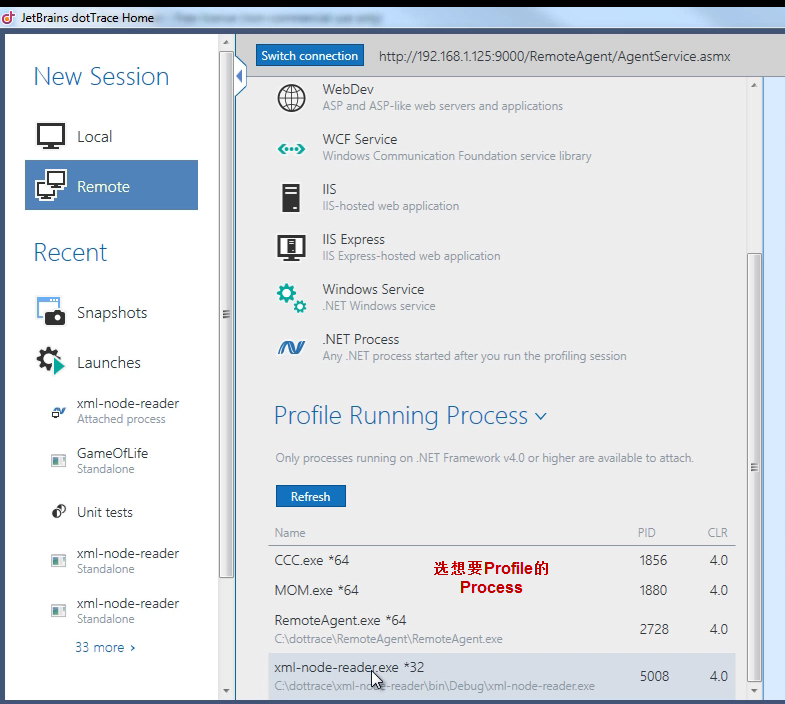 JetBrains dotTrace Home
New Session
Local
Remote
Recent
Snapshots
Launches
xml-node-reader
Attached process
GameOfLife
Standalone
Unit tests
xml-node-reader
Standalone
xml-node-reader
Standalone
33 more ›
Switch connection
http://192.168.1.125:9000/RemoteAgent/AgentService.asmx
WebDev
ASP and ASP-like web servers and applications
WCF Service
Windows Communication Foundation service library
IIS
IIS-hosted web application
IIS Express
IIS Express-hosted web application
Windows Service
.NET Windows service
.NET Process
Any .NET process started after you run the profiling session
Profile Running Process
Only processes running on .NET Framework v4.0 or higher are available to attach.
Refresh
Name PID CLR
CCC.exe *64 1856 4.0
选想要Profile的
Process
MOM.exe *64 1880 4.0
RemoteAgent.exe *64 2728 4.0
C:\dottrace\RemoteAgent\RemoteAgent.exe
xml-node-reader.exe *32 5008 4.0
C:\dottrace\xml-node-reader\bin\Debug\xml-node-reader.exe